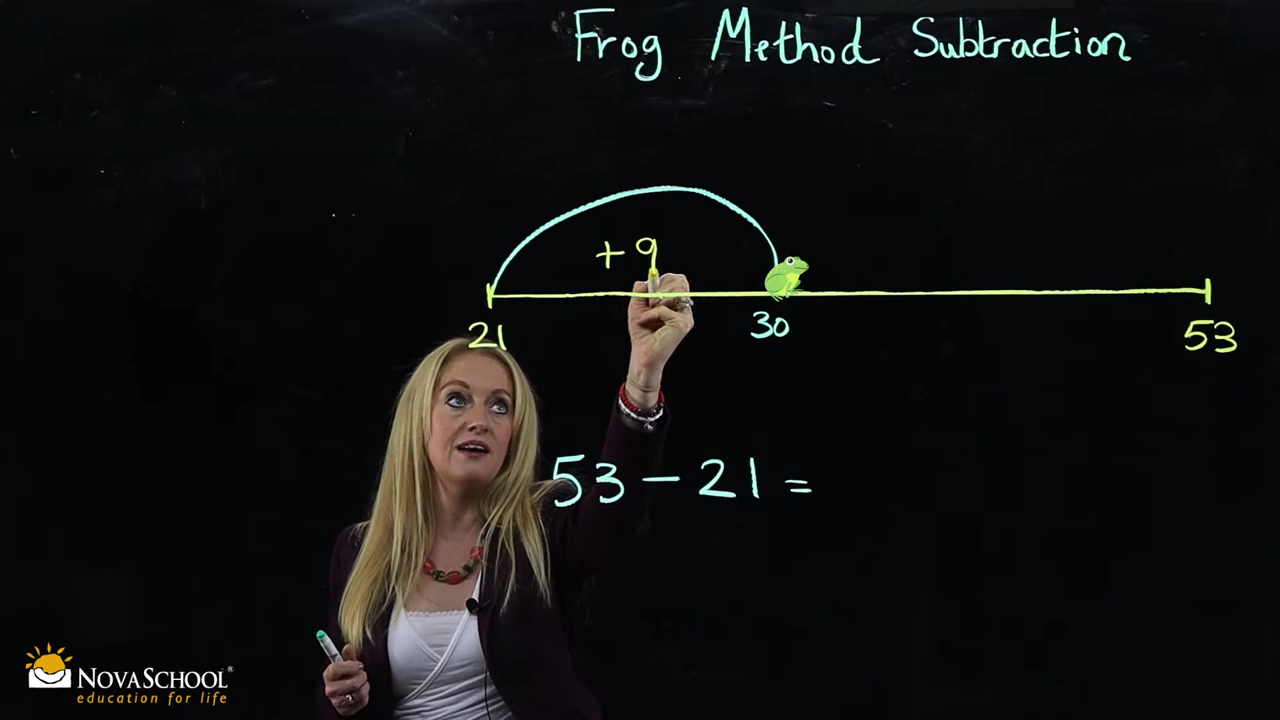 Frog Method Subtraction
+9
21 30 53
53 - 21 =
NOVASCHOOL®
education for life